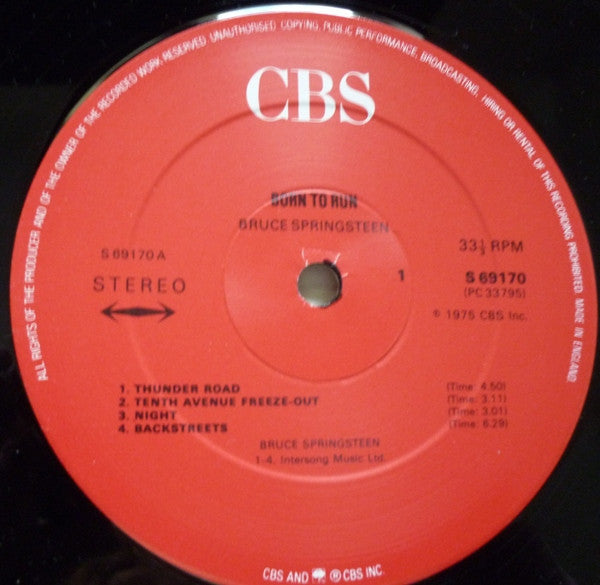 ALL RIGHTS OF THE PRODUCER AND OF THE OWNER OF THE RECORDED WORK RESERVED. UNAUTHORISED COPYING, PUBLIC PERFORMANCE, BROADCASTING, HIRING OR RENTAL OF THIS RECORDING PROHIBITED. MADE IN ENGLAND
CBS
BORN TO RUN
BRUCE SPRINGSTEEN
S 69170 A
33⅓ RPM
STEREO
1
S 69170
(PC 33795)
℗ 1975 CBS Inc.
1. THUNDER ROAD (Time: 4.50)
2. TENTH AVENUE FREEZE-OUT (Time: 3.11)
3. NIGHT (Time: 3.01)
4. BACKSTREETS (Time: 6.29)
BRUCE SPRINGSTEEN
1-4. Intersong Music Ltd.
CBS AND ® CBS INC.